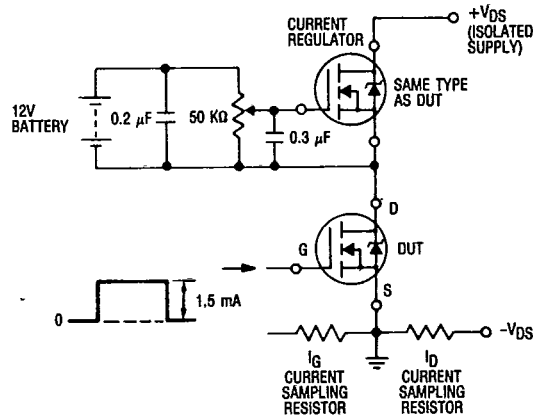 CURRENT
REGULATOR
+VDS
(ISOLATED
SUPPLY)
SAME TYPE
AS DUT
12V
BATTERY
0.2 μF
50 KΩ
0.3 μF
D
G
DUT
S
1.5 mA
0
-VDS
IG
CURRENT
SAMPLING
RESISTOR
ID
CURRENT
SAMPLING
RESISTOR